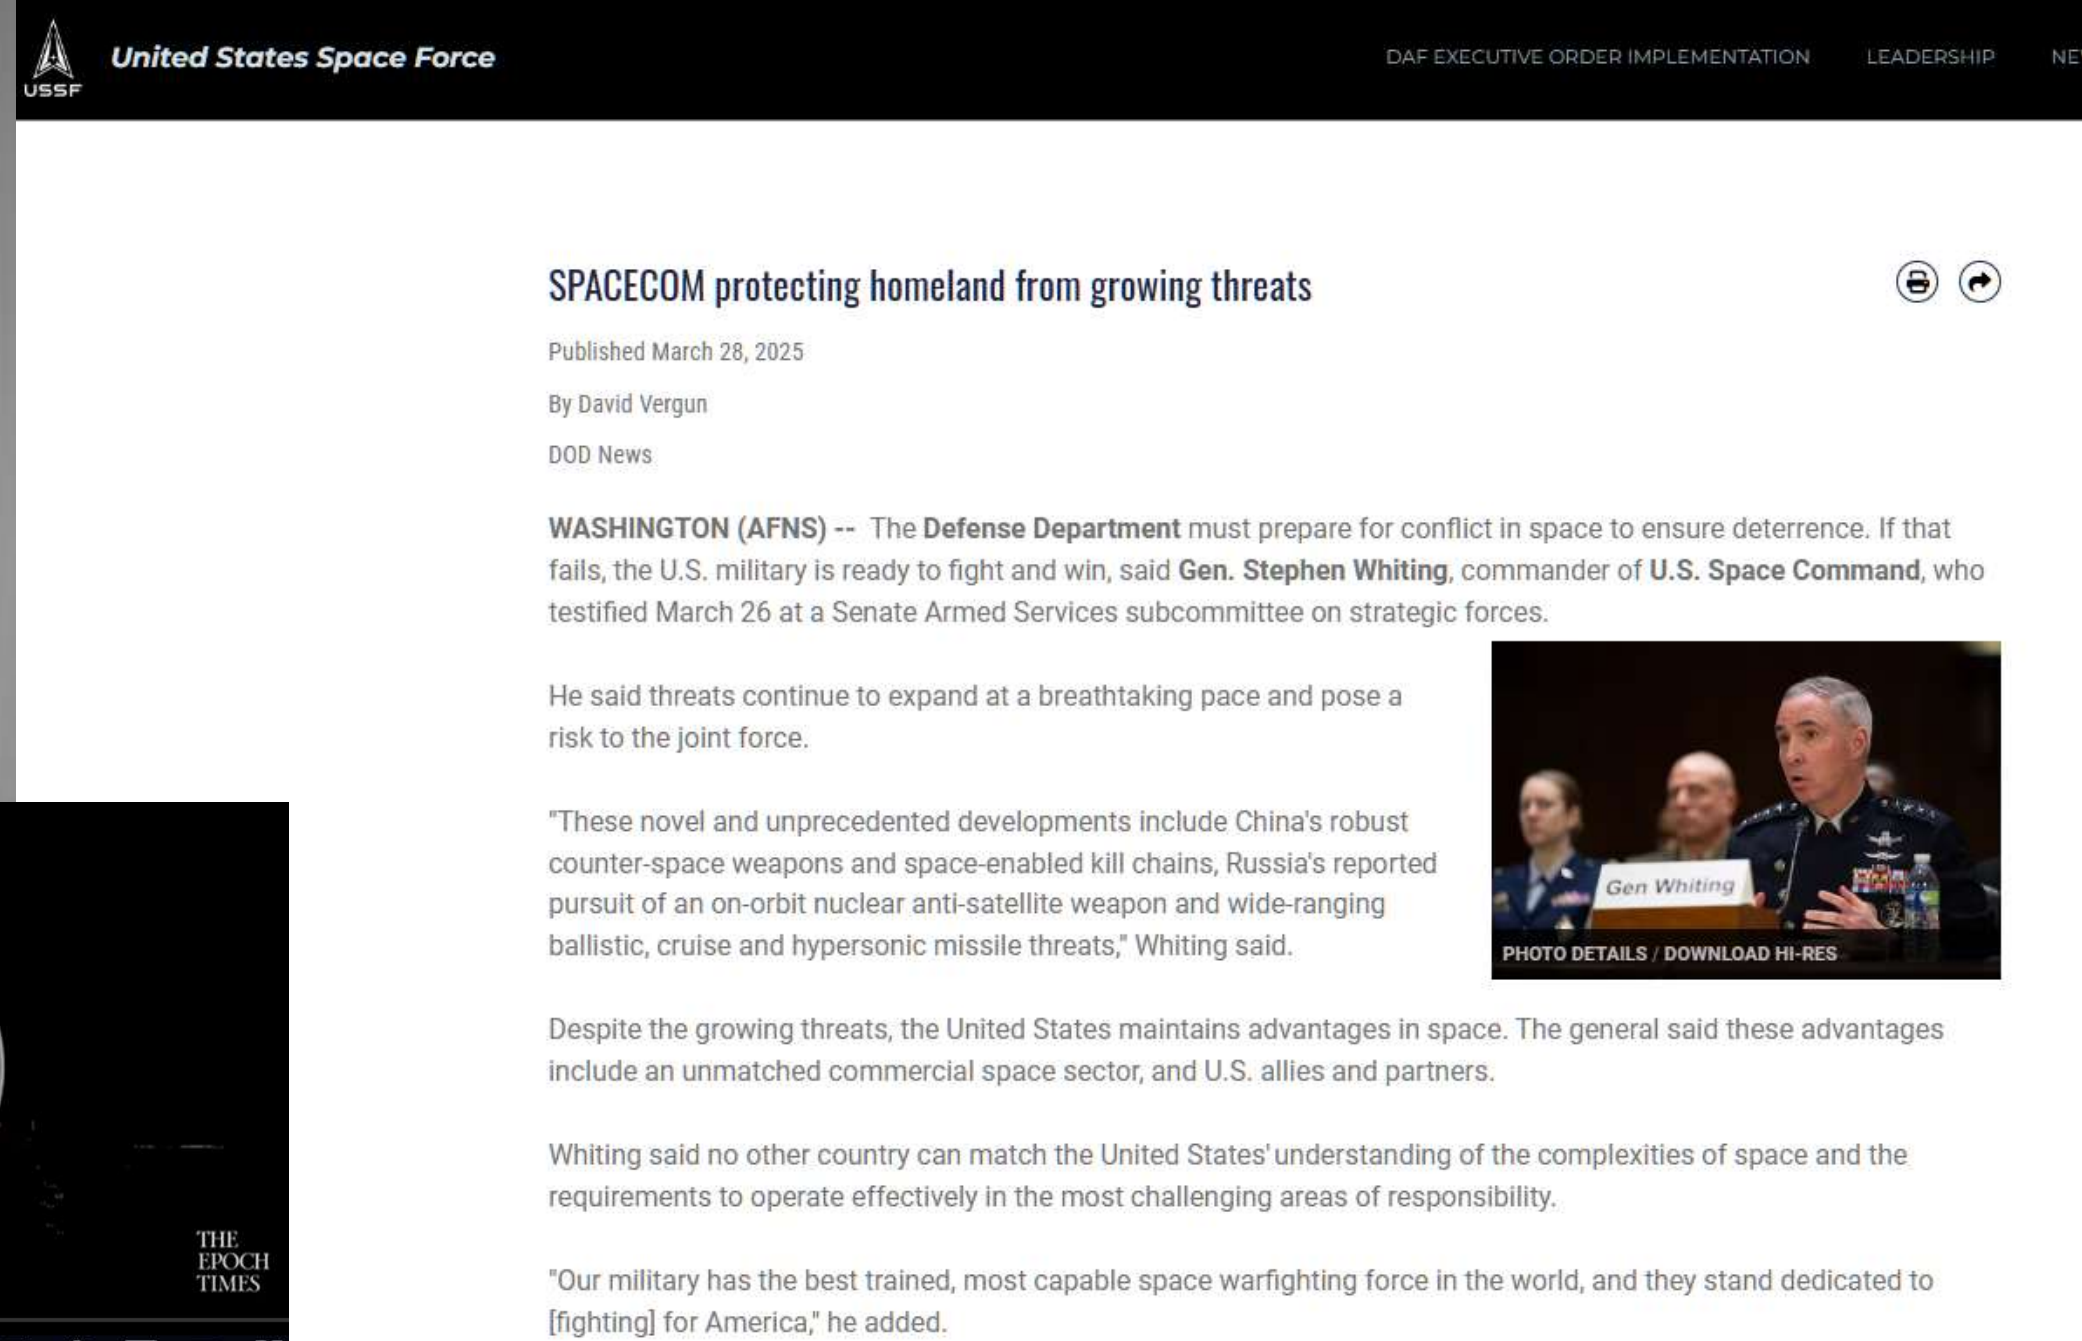 USSF
United States Space Force
DAF EXECUTIVE ORDER IMPLEMENTATION
LEADERSHIP
SPACECOM protecting homeland from growing threats
Published March 28, 2025
By David Vergun
DOD News
WASHINGTON (AFNS) -- The Defense Department must prepare for conflict in space to ensure deterrence. If that
fails, the U.S. military is ready to fight and win, said Gen. Stephen Whiting, commander of U.S. Space Command, who
testified March 26 at a Senate Armed Services subcommittee on strategic forces.
He said threats continue to expand at a breathtaking pace and pose a
risk to the joint force.
"These novel and unprecedented developments include China's robust
counter-space weapons and space-enabled kill chains, Russia's reported
pursuit of an on-orbit nuclear anti-satellite weapon and wide-ranging
ballistic, cruise and hypersonic missile threats," Whiting said.
Gen Whiting
PHOTO DETAILS / DOWNLOAD HI-RES
Despite the growing threats, the United States maintains advantages in space. The general said these advantages
include an unmatched commercial space sector, and U.S. allies and partners.
Whiting said no other country can match the United States' understanding of the complexities of space and the
requirements to operate effectively in the most challenging areas of responsibility.
"Our military has the best trained, most capable space warfighting force in the world, and they stand dedicated to
[fighting] for America," he added.
THE
EPOCH
TIMES